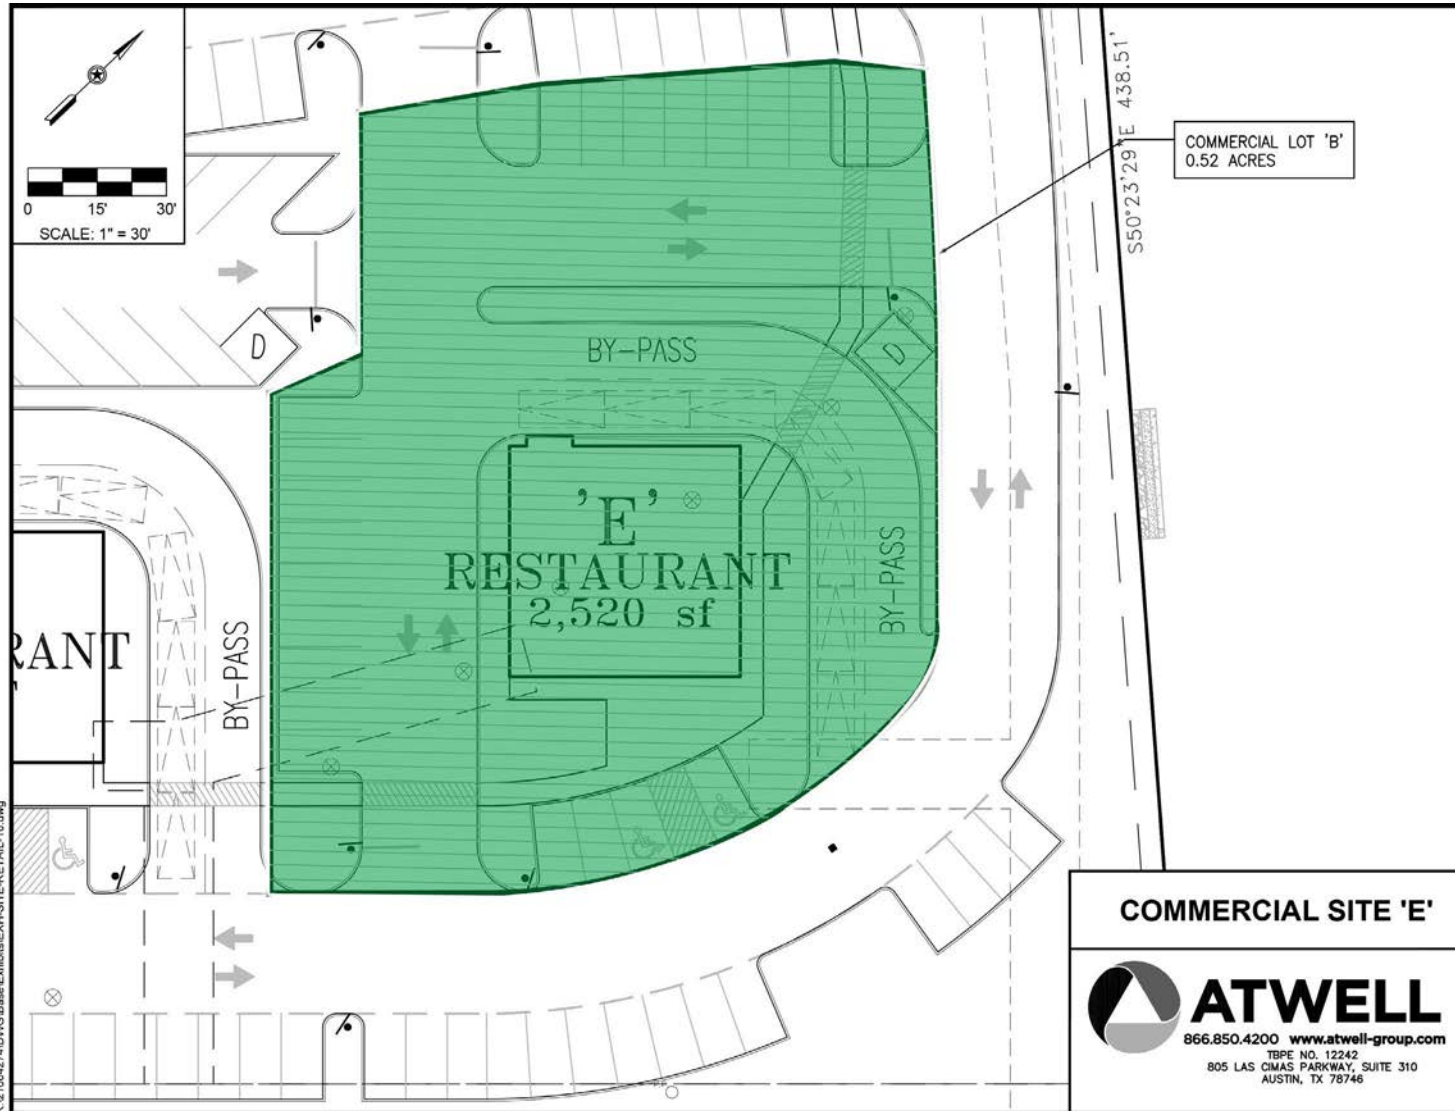 0 15' 30'
SCALE: 1" = 30'
S50°23'29"E 438.51'
COMMERCIAL LOT 'B'
0.52 ACRES
D
D
BY-PASS
'E'
RESTAURANT
2,520 sf
BY-PASS
RANT
BY-PASS
COMMERCIAL SITE 'E'
ATWELL
866.850.4200 www.atwell-group.com
TBPE NO. 12242
805 LAS CIMAS PARKWAY, SUITE 310
AUSTIN, TX 78746